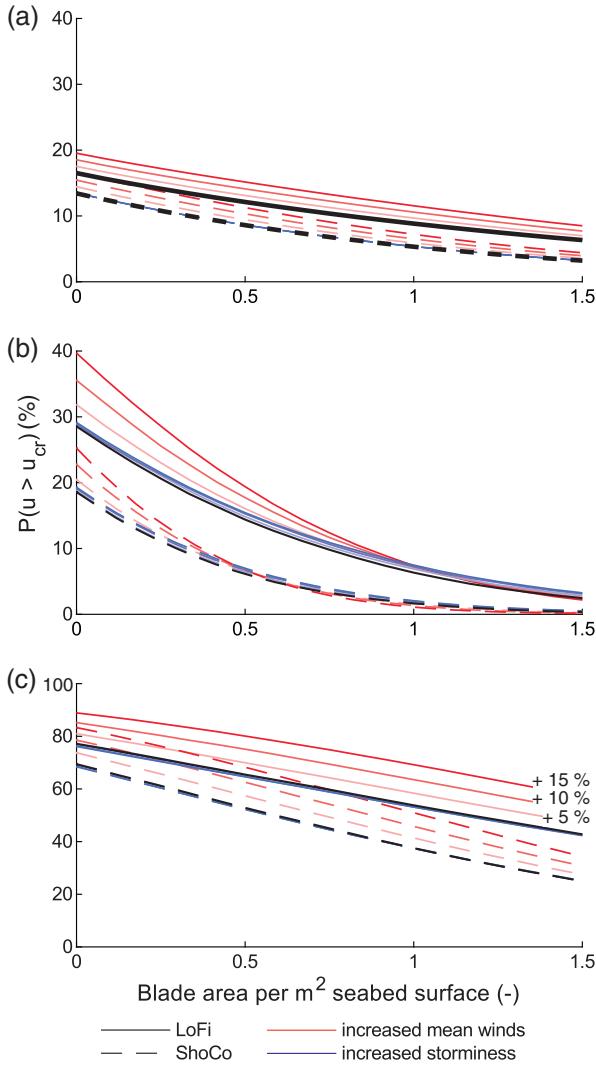 (a)
40
30
20
10
0
0 0.5 1 1.5
(b)
40
30
20
10
0
P(u > u_cr) (%)
0 0.5 1 1.5
(c)
100
80
60
40
20
0
+ 15 %
+ 10 %
+ 5 %
0 0.5 1 1.5
Blade area per m² seabed surface (-)
LoFi increased mean winds
ShoCo increased storminess